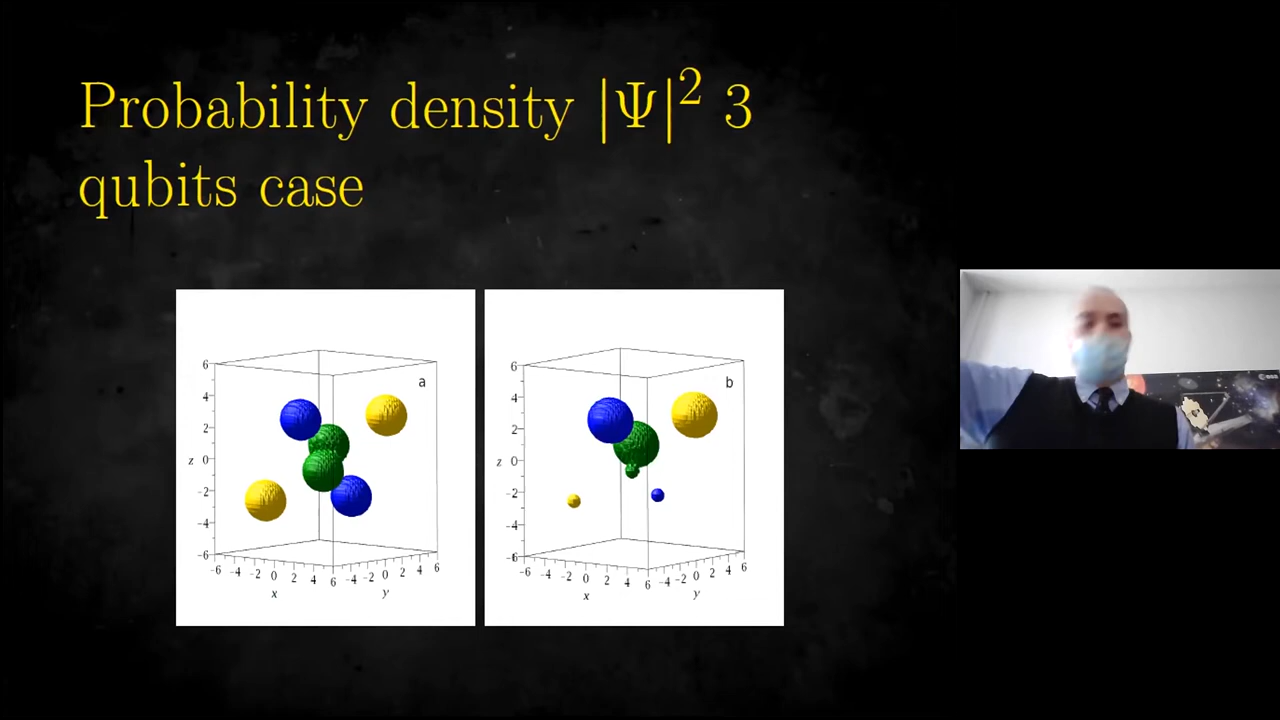 Probability density |Ψ|² 3
qubits case
a
6
4
2
z 0
-2
-4
-6
-6 -4 -2 0 2 4 6 -4 -2 0 2 4 6
x y
b
6
4
2
z 0
-2
-4
-6
-6 -4 -2 0 2 4 6 -4 -2 0 2 4 6
x y